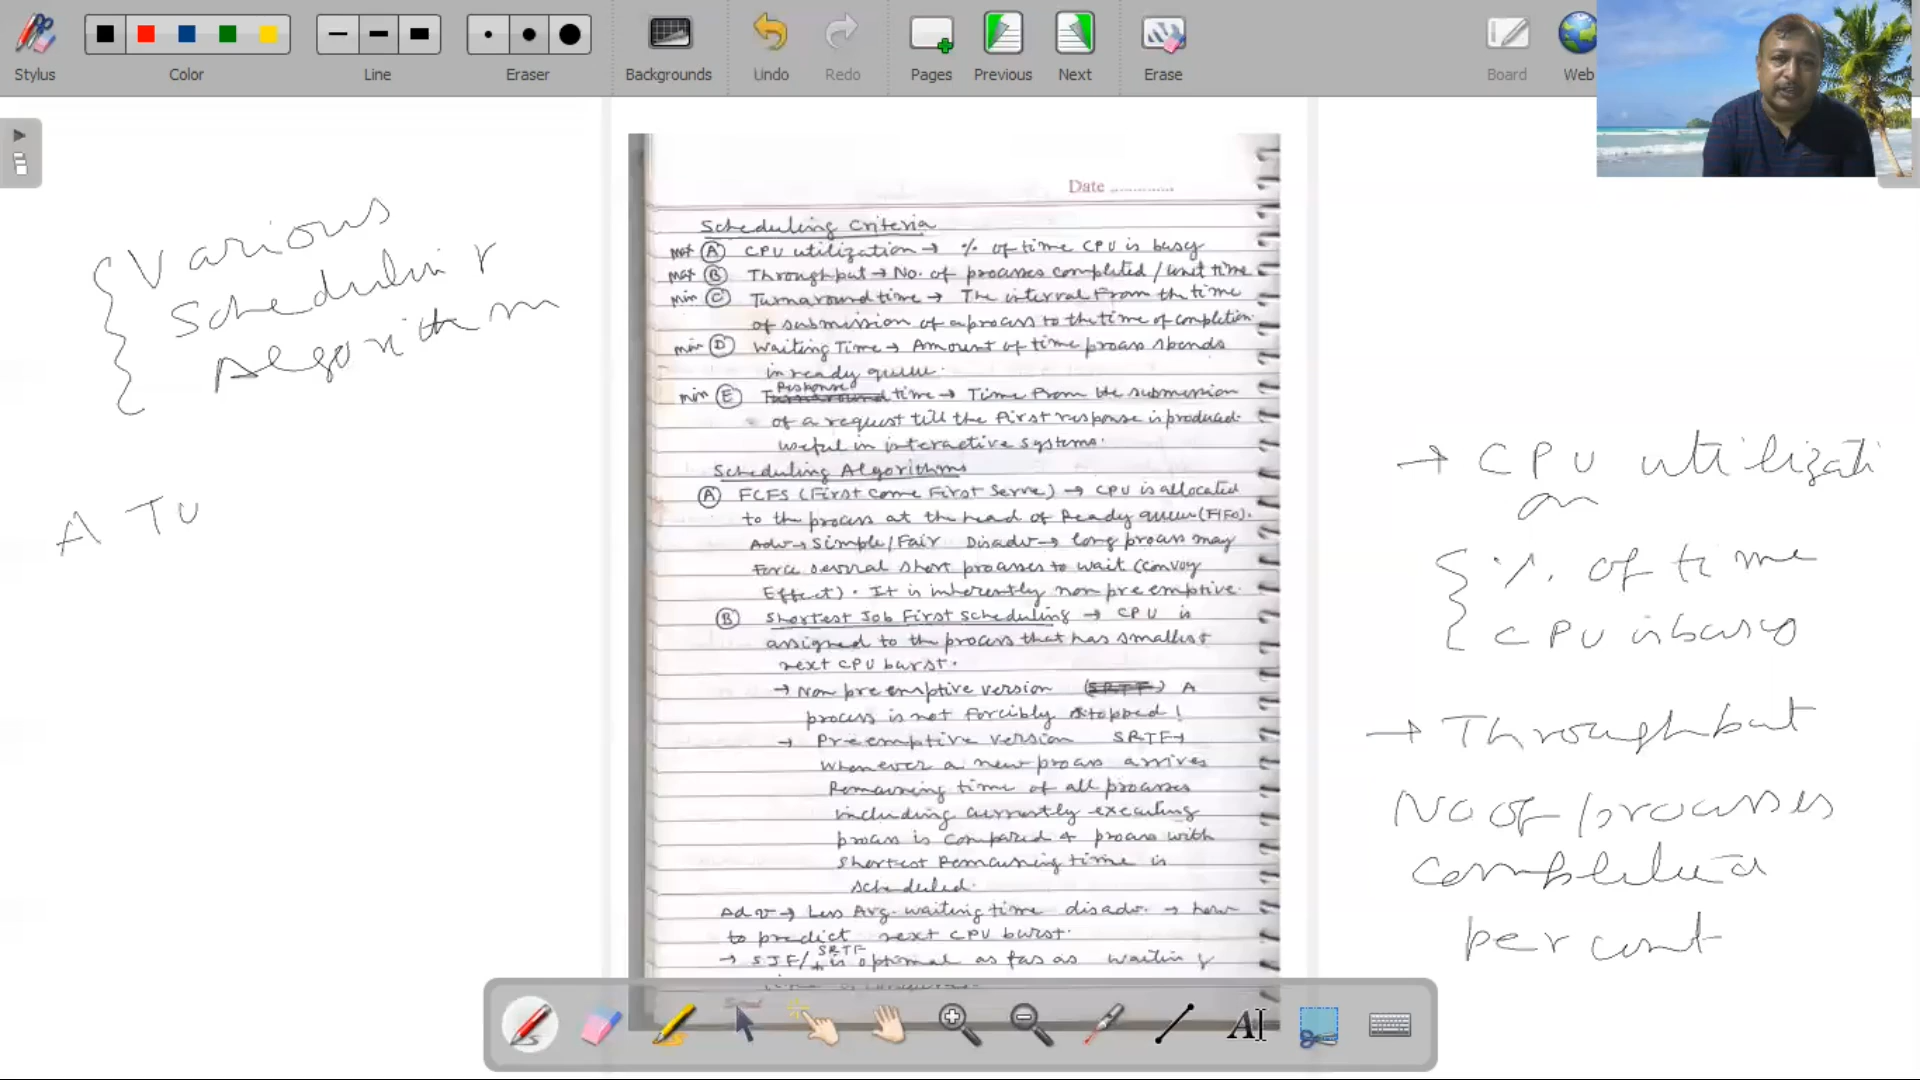 Stylus
Color
Line
Eraser
Backgrounds
Undo
Redo
Pages
Previous
Next
Erase
Board
Web
Various
Scheduling
Algorithm
A TU
Date ..............
Scheduling Criteria
max A CPU utilization → % of time CPU is busy
max B Throughput → No. of processes completed / unit time
min C Turnaround time → The interval from the time
of submission of a process to the time of completion.
min D Waiting Time → Amount of time process spends
in ready queue.
Response
min E Turnaround time → Time from the submission
of a request till the first response is produced.
useful in interactive systems.
Scheduling Algorithms
A FCFS (First Come First Serve) → CPU is allocated
to the process at the head of Ready queue (FIFO).
Adv → Simple/Fair Disadv → long process may
force several short processes to wait (Convoy
Effect). It is inherently non preemptive.
B Shortest Job First Scheduling → CPU is
assigned to the process that has smallest
next CPU burst.
→ Non preemptive version (SRTF) A
process is not forcibly stopped!
→ Preemptive version SRTF→
Whenever a new process arrives
Remaining time of all processes
including currently executing
process is compared & process with
shortest Remaining time is
scheduled.
Adv → Less Avg. waiting time disadv. → how
to predict next CPU burst.
SRTF
→ SJF/ is optimal as far as waiting
→ CPU utilizati
on
% of time
CPU is busy
→ Throughput
No of processes
completed
per unit